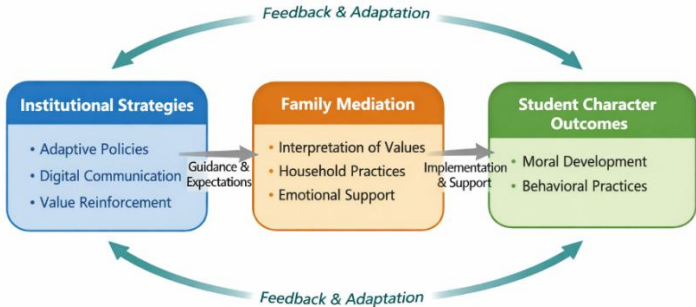 Feedback & Adaptation
Institutional Strategies
• Adaptive Policies
• Digital Communication
• Value Reinforcement
Guidance &
Expectations
Family Mediation
• Interpretation of Values
• Household Practices
• Emotional Support
Implementation
& Support
Student Character
Outcomes
• Moral Development
• Behavioral Practices
Feedback & Adaptation